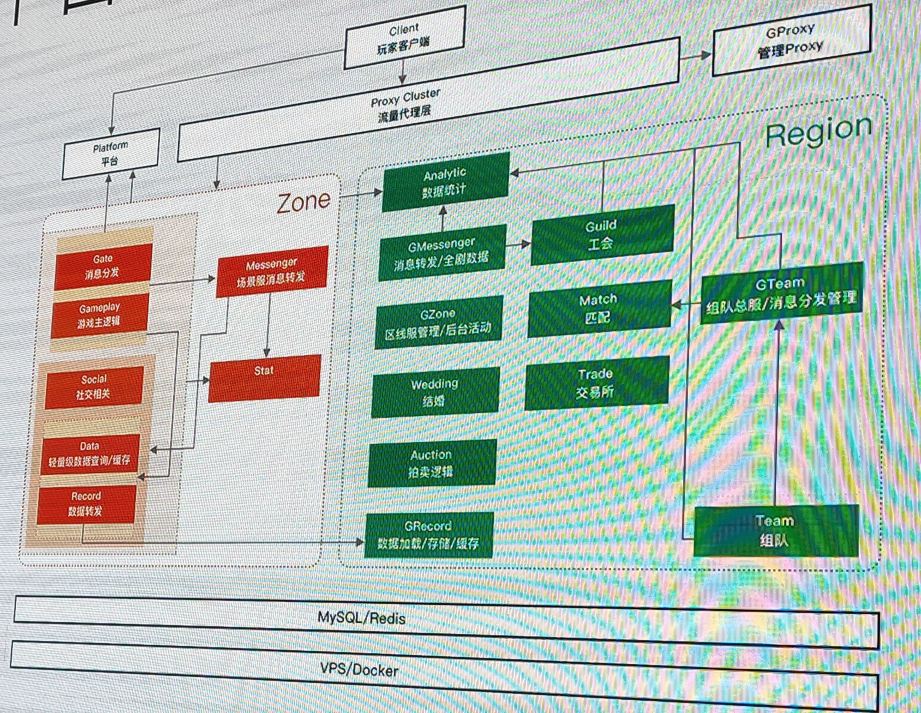 Client
玩家客户端
GProxy
管理Proxy
Proxy Cluster
流量代理层
Platform
平台
Zone
Region
Gate
消息分发
Gameplay
游戏主逻辑
Social
社交相关
Data
轻量级数据查询/缓存
Record
数据转发
Messenger
场景服消息转发
Stat
Analytic
数据统计
GMessenger
消息转发/全剧数据
GZone
区线服管理/后台活动
Wedding
结婚
Auction
拍卖逻辑
GRecord
数据加载/存储/缓存
Guild
工会
Match
匹配
Trade
交易所
GTeam
组队总服/消息分发管理
Team
组队
MySQL/Redis
VPS/Docker